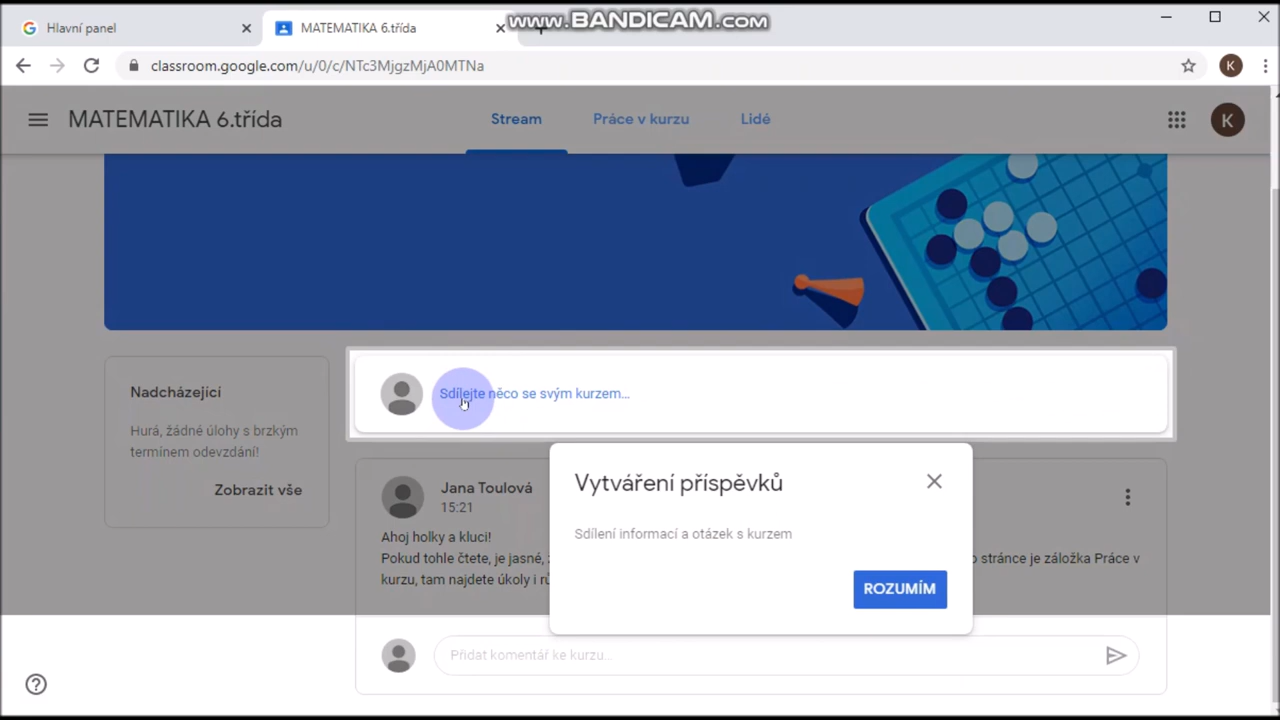 Hlavní panel
MATEMATIKA 6.třída
www.BANDICAM.com
classroom.google.com/u/0/c/NTc3MjgzMjA0MTNa
K
MATEMATIKA 6.třída
Stream
Práce v kurzu
Lidé
K
Nadcházející
Hurá, žádné úlohy s brzkým
termínem odevzdání!
Zobrazit vše
Sdílejte něco se svým kurzem...
Vytváření příspěvků
Sdílení informací a otázek s kurzem
ROZUMÍM
Jana Toulová
15:21
Ahoj holky a kluci!
Pokud tohle čtete, je jasné, stránce je záložka Práce v
kurzu, tam najdete úkoly i
Přidat komentář ke kurzu...